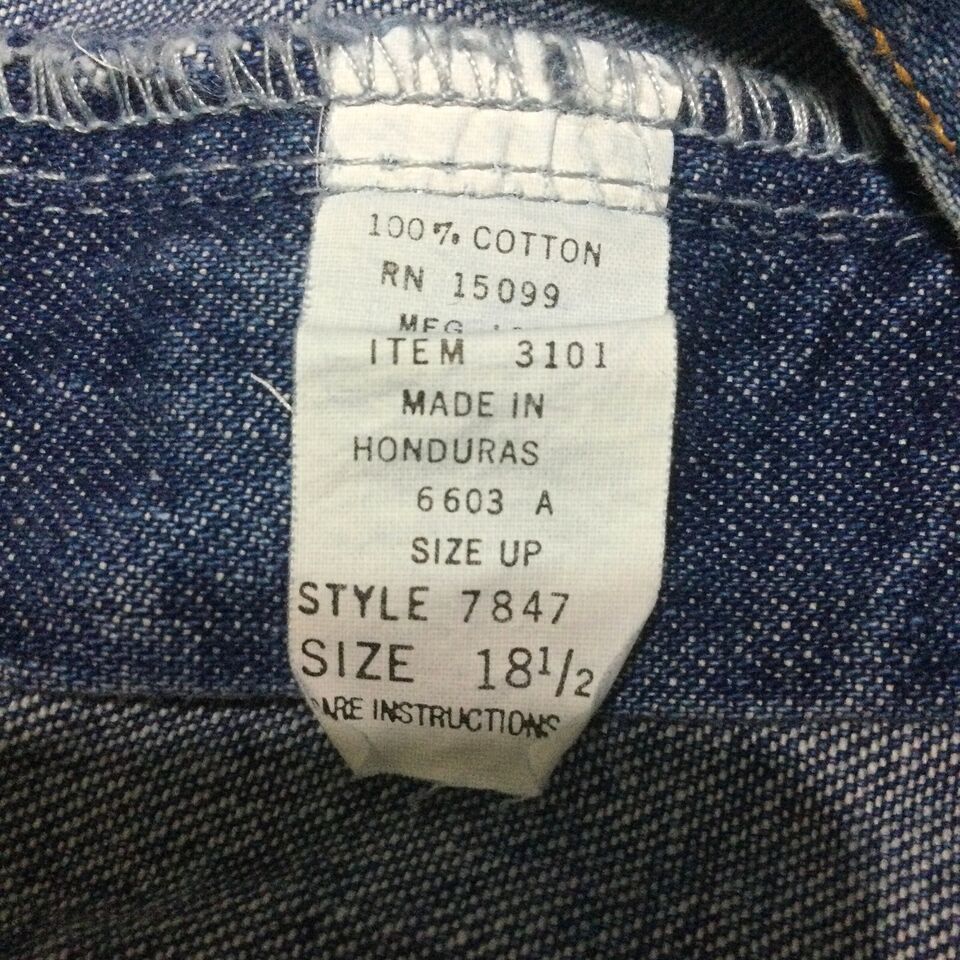 100% COTTON
RN 15099
MFG
ITEM 3101
MADE IN
HONDURAS
6603 A
SIZE UP
STYLE 7847
SIZE 18 1/2
ARE INSTRUCTIONS